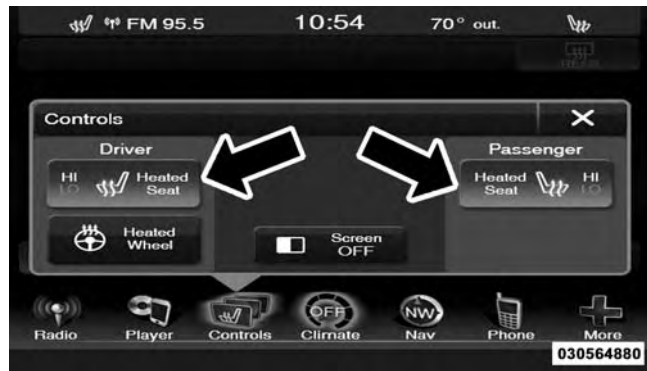 FM 95.5 10:54 70° out.
Controls
Driver Passenger
HI LO Heated Seat
Heated Seat HI LO
Heated Wheel
Screen OFF
OFF NW
Radio Player Controls Climate Nav Phone More
030564880